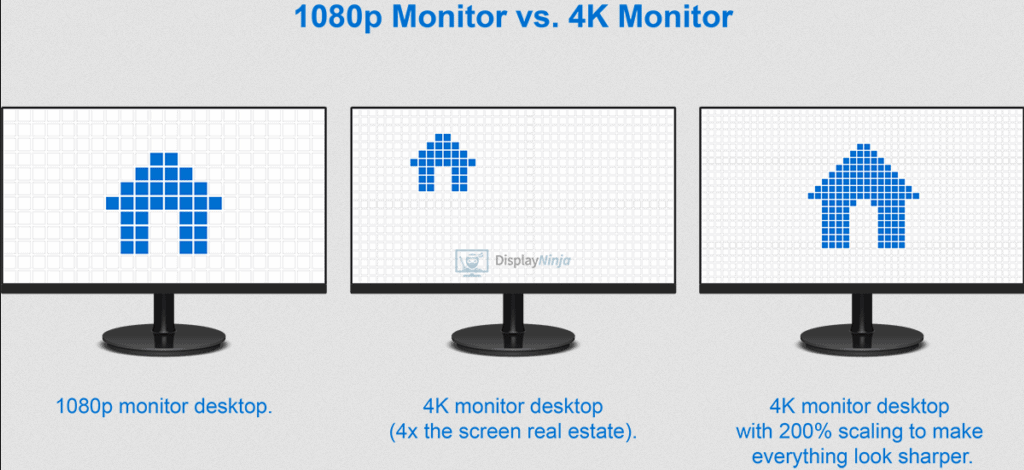 1080p Monitor vs. 4K Monitor
DisplayNinja
1080p monitor desktop.
4K monitor desktop
(4x the screen real estate).
4K monitor desktop
with 200% scaling to make
everything look sharper.